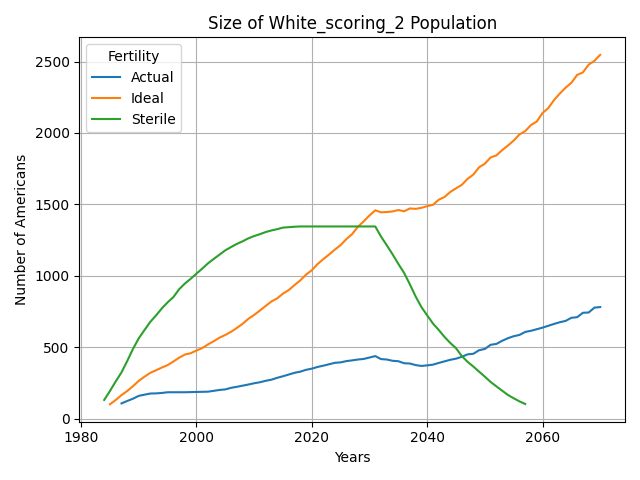 Size of White_scoring_2 Population
Fertility
Actual
Ideal
Sterile
Number of Americans
2500
2000
1500
1000
500
0
1980
2000
2020
2040
2060
Years